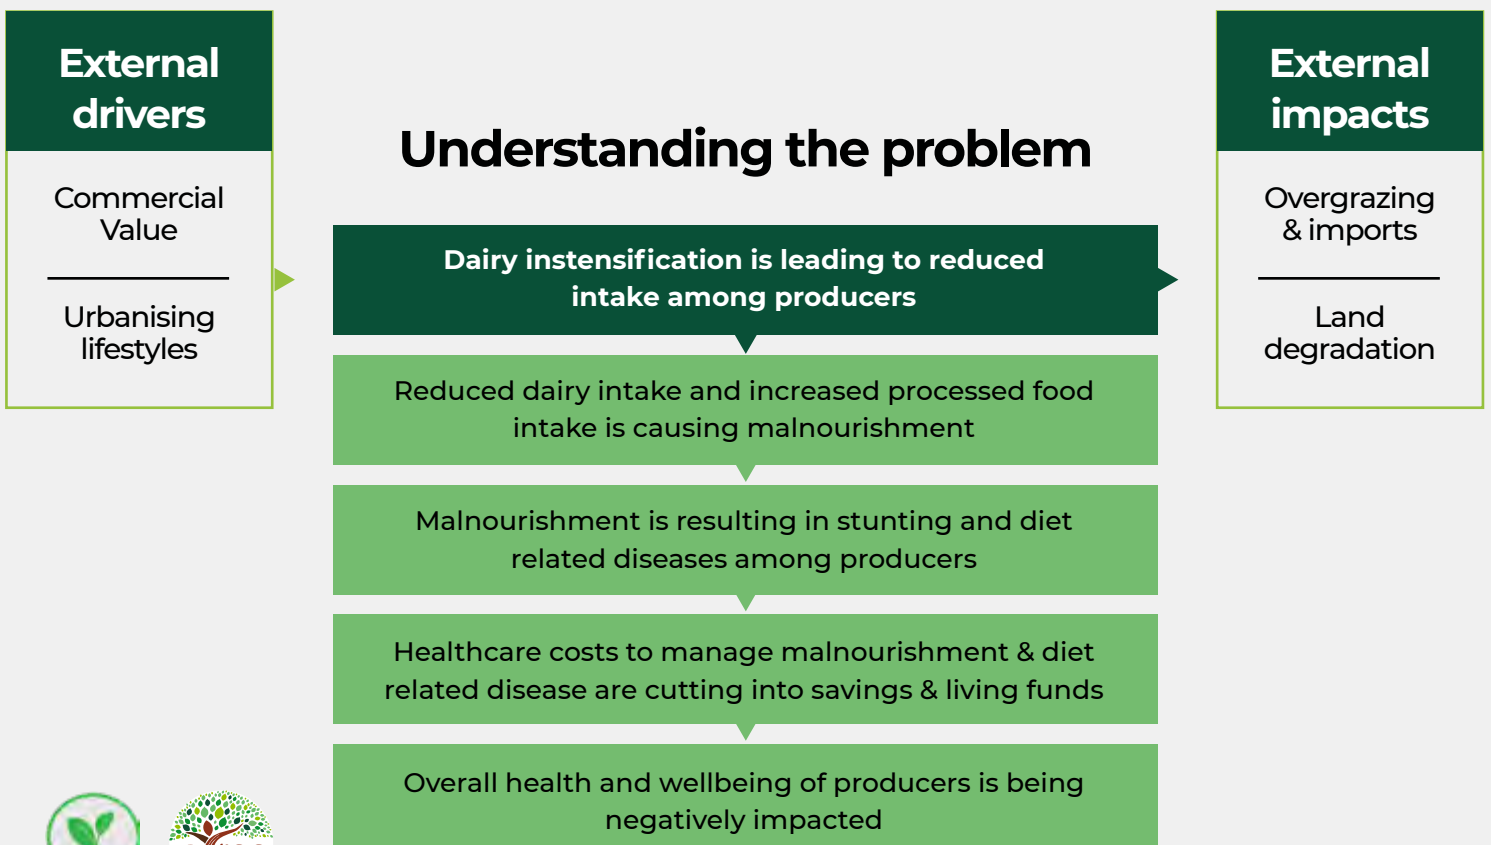 External
drivers
Commercial
Value
Urbanising
lifestyles
Understanding the problem
Dairy instensification is leading to reduced
intake among producers
Reduced dairy intake and increased processed food
intake is causing malnourishment
Malnourishment is resulting in stunting and diet
related diseases among producers
Healthcare costs to manage malnourishment & diet
related disease are cutting into savings & living funds
Overall health and wellbeing of producers is being
negatively impacted
External
impacts
Overgrazing
& imports
Land
degradation